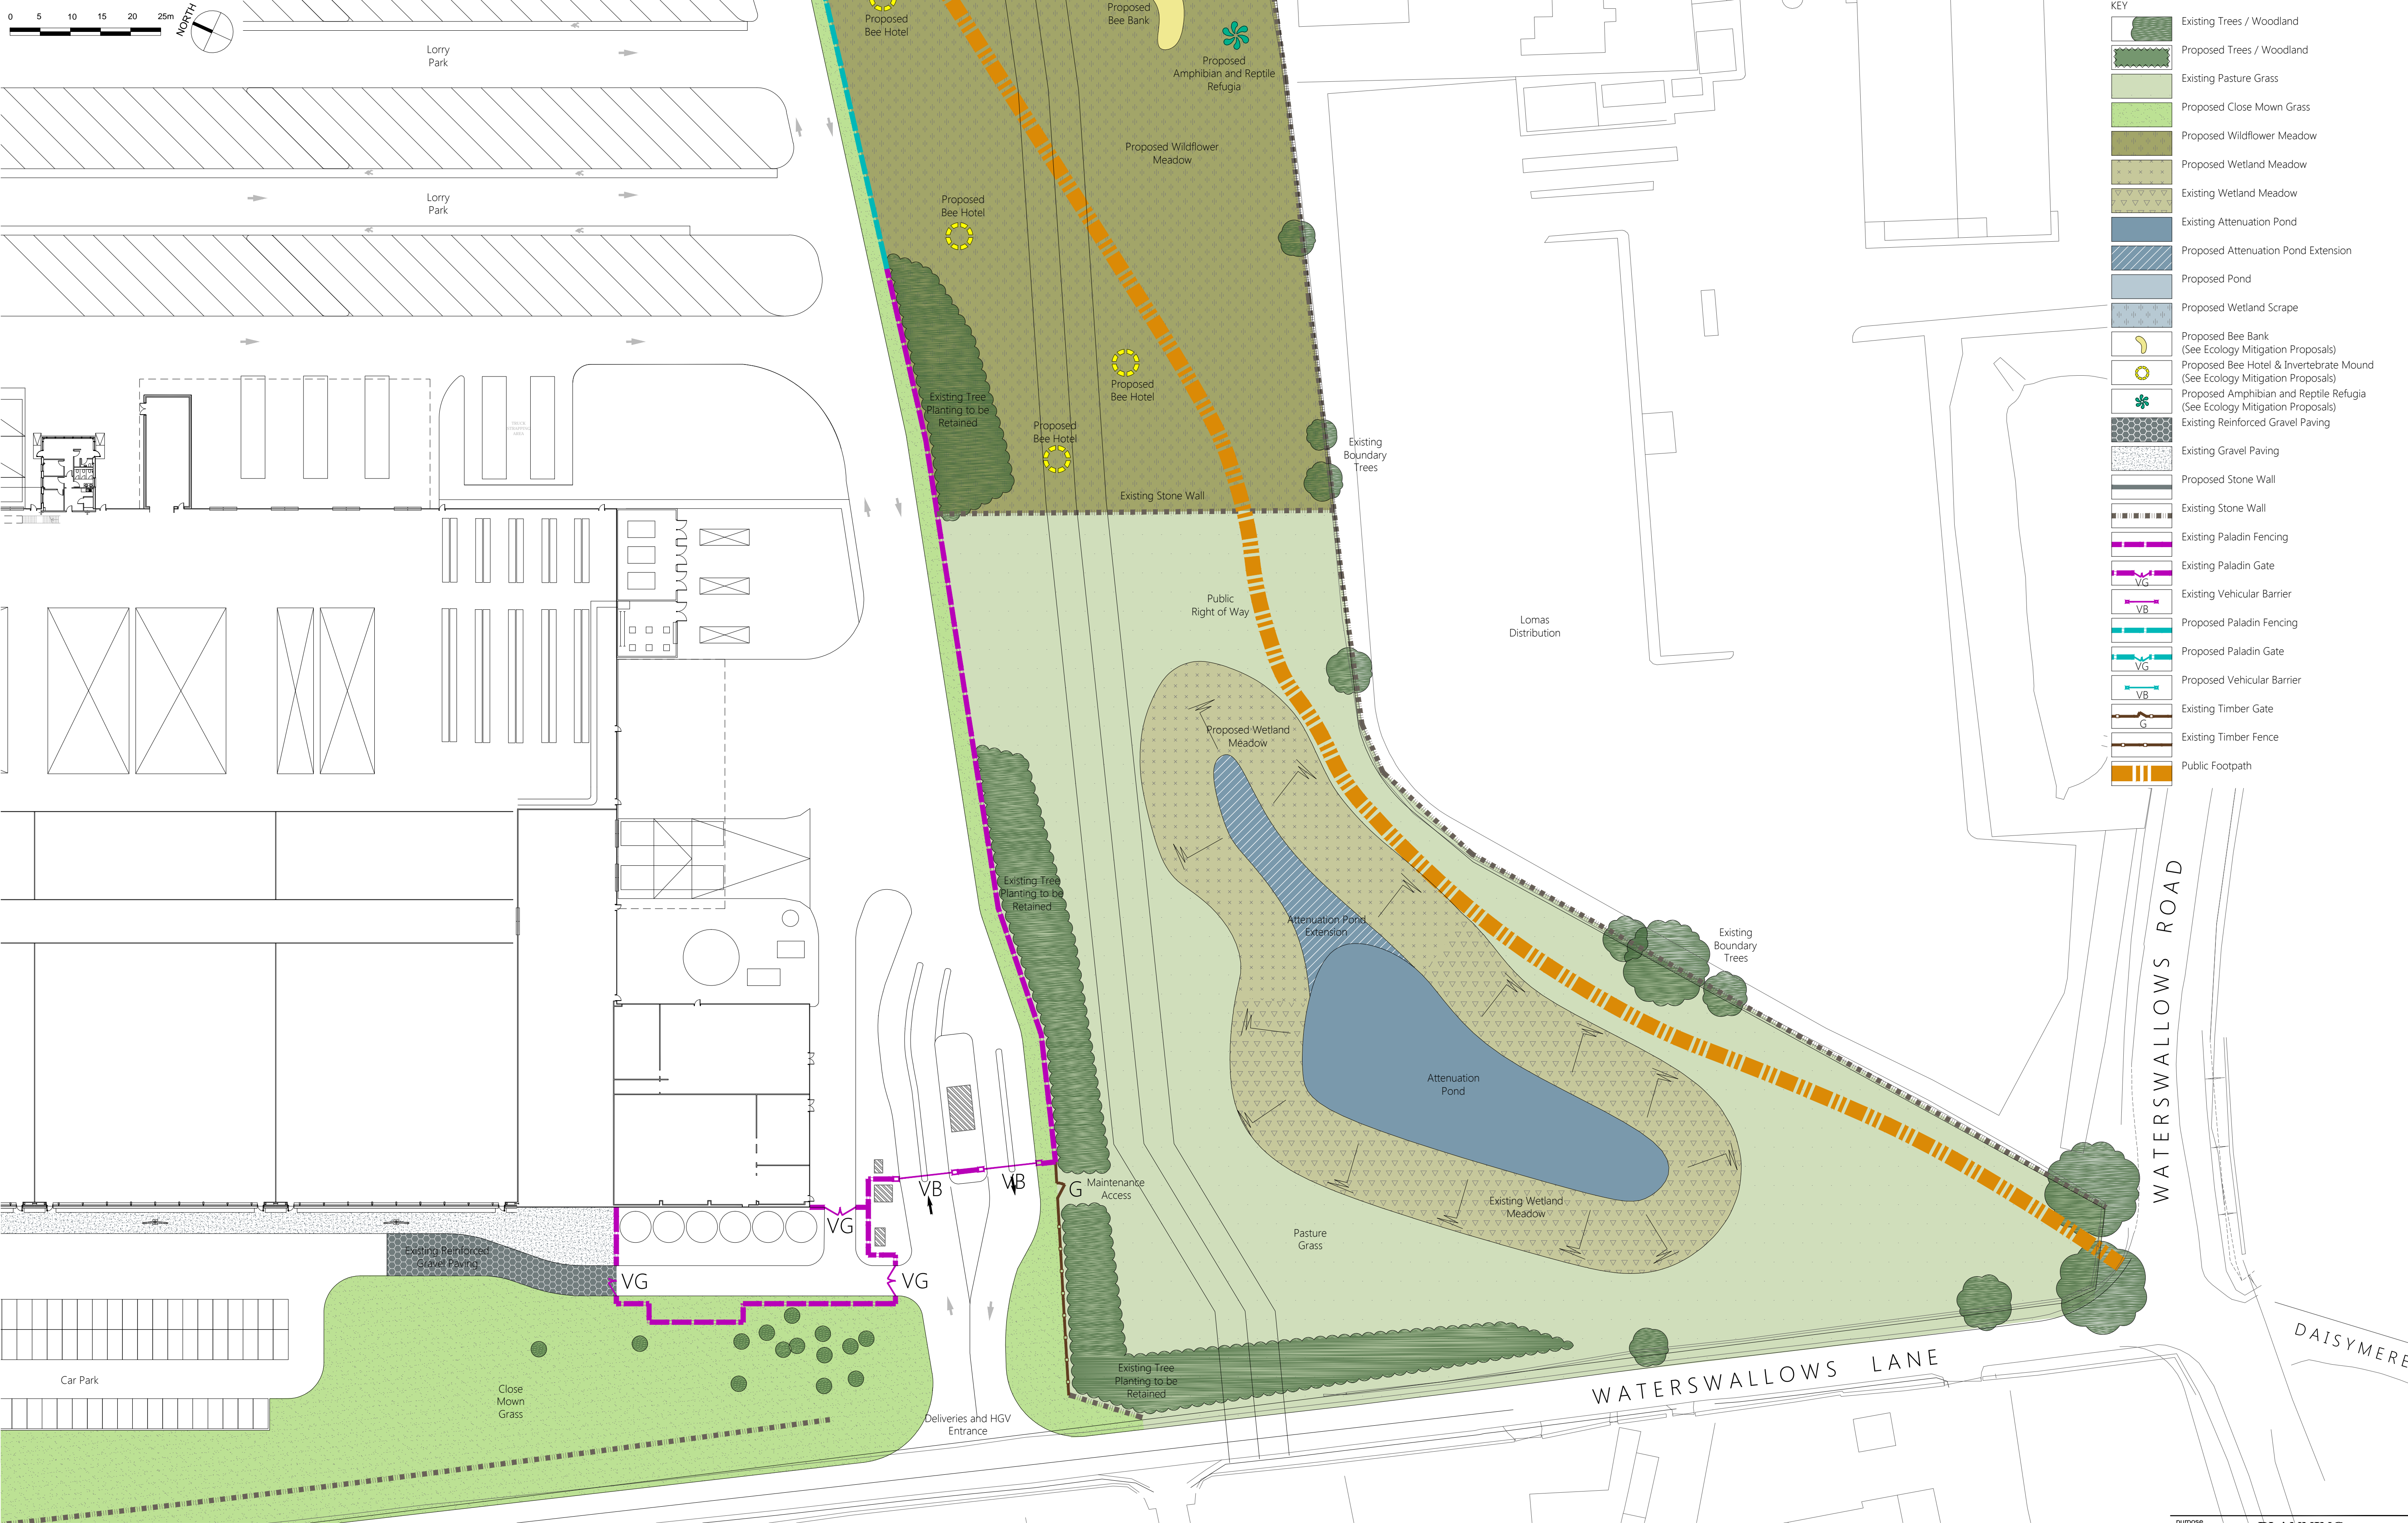 0 5 10 15 20 25m
NORTH
Lorry
Park
Lorry
Park
Proposed
Bee Hotel
Proposed
Bee Bank
Proposed
Amphibian and Reptile
Refugia
Proposed Wildflower
Meadow
Proposed
Bee Hotel
Proposed
Bee Hotel
Existing Tree
Planting to be
Retained
Proposed
Bee Hotel
Existing
Boundary
Trees
Existing Stone Wall
Public
Right of Way
Lomas
Distribution
Proposed Wetland
Meadow
Existing Tree
Planting to be
Retained
Attenuation Pond
Extension
Existing
Boundary
Trees
Attenuation
Pond
VB
VB
G
Maintenance
Access
Existing Wetland
Meadow
VG
Pasture
Grass
Existing Reinforced
Gravel Paving
VG
VG
Car Park
Close
Mown
Grass
Existing Tree
Planting to be
Retained
Deliveries and HGV
Entrance
WATERSWALLOWS LANE
WATERSWALLOWS ROAD
DAISYMERE
KEY
Existing Trees / Woodland
Proposed Trees / Woodland
Existing Pasture Grass
Proposed Close Mown Grass
Proposed Wildflower Meadow
Proposed Wetland Meadow
Existing Wetland Meadow
Existing Attenuation Pond
Proposed Attenuation Pond Extension
Proposed Pond
Proposed Wetland Scrape
Proposed Bee Bank
(See Ecology Mitigation Proposals)
Proposed Bee Hotel & Invertebrate Mound
(See Ecology Mitigation Proposals)
Proposed Amphibian and Reptile Refugia
(See Ecology Mitigation Proposals)
Existing Reinforced Gravel Paving
Existing Gravel Paving
Proposed Stone Wall
Existing Stone Wall
Existing Paladin Fencing
Existing Paladin Gate
VG
Existing Vehicular Barrier
VB
Proposed Paladin Fencing
Proposed Paladin Gate
VG
Proposed Vehicular Barrier
VB
Existing Timber Gate
G
Existing Timber Fence
Public Footpath
purpose